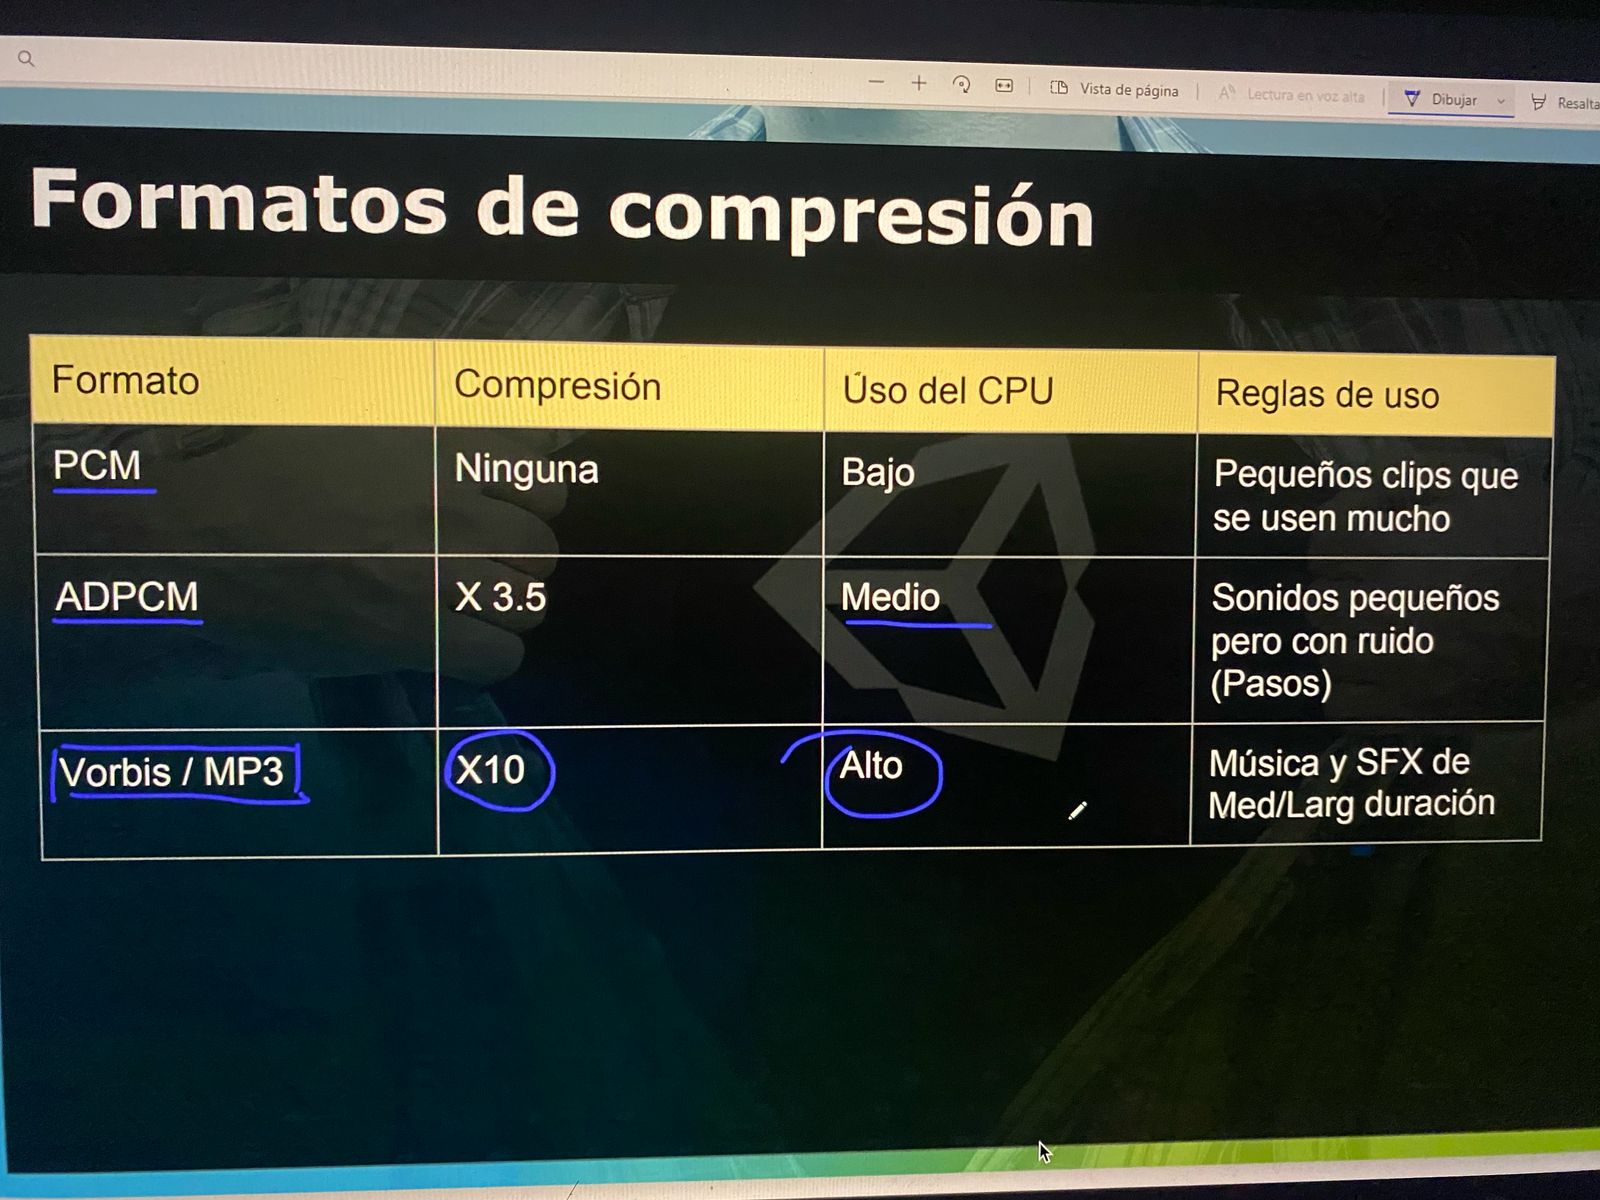 Vista de página
Lectura en voz alta
Dibujar
Resalta
Formatos de compresión
Formato Compresión Uso del CPU Reglas de uso
PCM Ninguna Bajo Pequeños clips que
se usen mucho
ADPCM X 3.5 Medio Sonidos pequeños
pero con ruido
(Pasos)
Vorbis / MP3 X10 Alto Música y SFX de
Med/Larg duración